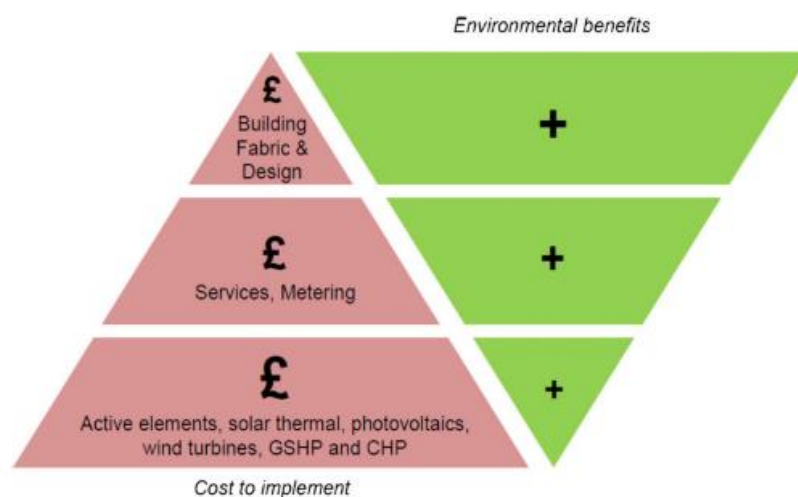 Environmental benefits
£
Building
Fabric &
Design
+
£
Services, Metering
+
£
Active elements, solar thermal, photovoltaics,
wind turbines, GSHP and CHP
+
Cost to implement